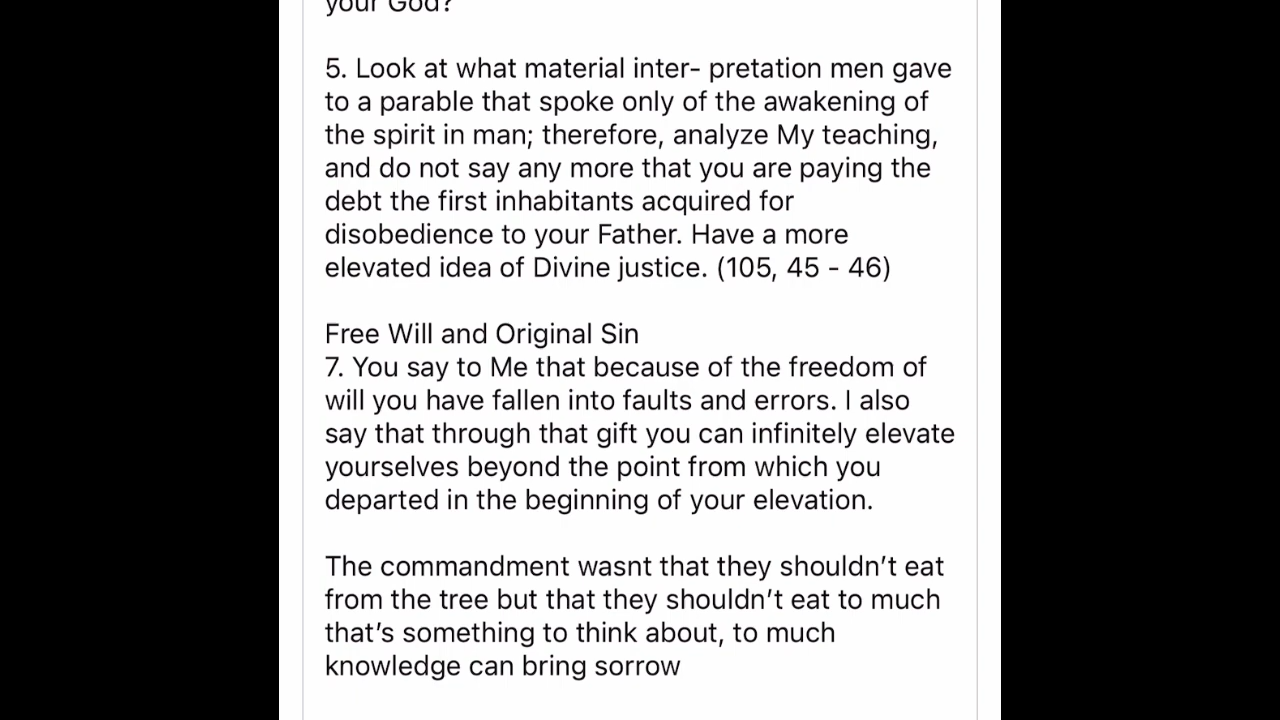 your God?
5. Look at what material inter- pretation men gave
to a parable that spoke only of the awakening of
the spirit in man; therefore, analyze My teaching,
and do not say any more that you are paying the
debt the first inhabitants acquired for
disobedience to your Father. Have a more
elevated idea of Divine justice. (105, 45 - 46)
Free Will and Original Sin
7. You say to Me that because of the freedom of
will you have fallen into faults and errors. I also
say that through that gift you can infinitely elevate
yourselves beyond the point from which you
departed in the beginning of your elevation.
The commandment wasnt that they shouldn’t eat
from the tree but that they shouldn’t eat to much
that’s something to think about, to much
knowledge can bring sorrow